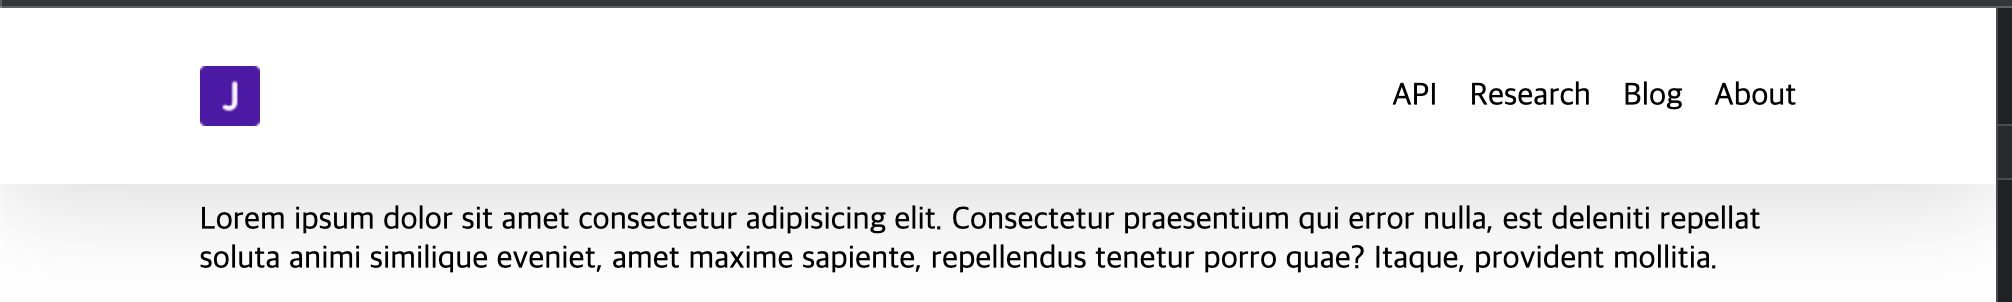 J
API Research Blog About
Lorem ipsum dolor sit amet consectetur adipisicing elit. Consectetur praesentium qui error nulla, est deleniti repellat
soluta animi similique eveniet, amet maxime sapiente, repellendus tenetur porro quae? Itaque, provident mollitia.